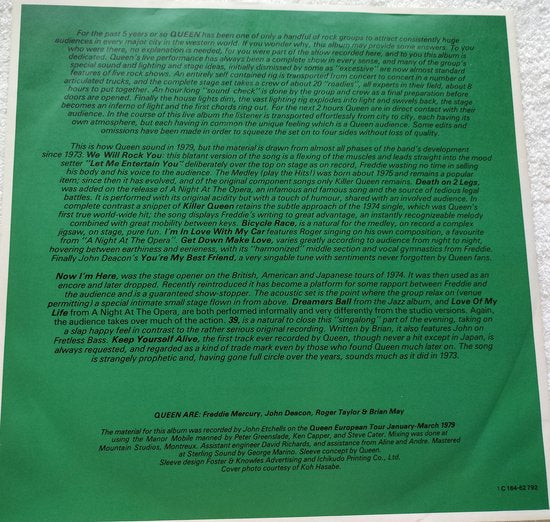 For the past 5 years or so QUEEN has been one of only a handful of rock groups to attract consistently huge
audiences in every major city in the western world. If you wonder why, this album may provide some answers. To you
who were there, no explanation is needed, for you were part of the show recorded here, and to you this album is
dedicated. Queen's live performance has always been a complete show in every sense, and many of the group's
special sound and lighting and stage ideas, initially dismissed by some as "excessive" are now almost standard
features of live rock shows. An entirely self contained rig is transported from concert to concert in a number of
articulated trucks, and the complete stage set takes a crew of about 20 "roadies", all experts in their field, about 8
hours to put together. An hour long "sound check" is done by the group and crew as a final preparation before
doors are opened. Finally the house lights dim, the vast lighting rig explodes into light and swivels back, the stage
becomes an inferno of light and the first chords ring out. For the next 2 hours Queen are in direct contact with their
audience. In the course of this live album the listener is transported effortlessly from city to city, each having its
own atmosphere, but each having in common the unique feeling which is a Queen audience. Some edits and
omissions have been made in order to squeeze the set on to four sides without loss of quality.
This is how Queen sound in 1979, but the material is drawn from almost all phases of the band's development
since 1973. We Will Rock You: this blatant version of the song is a flexing of the muscles and leads straight into the mood
setter "Let Me Entertain You" deliberately over the top on stage as on record, Freddie wasting no time in selling
his body and his voice to the audience. The Medley (play the Hits!) was born about 1975 and remains a popular
item; since then it has evolved, and of the original component songs only Killer Queen remains. Death on 2 Legs,
was added on the release of A Night At The Opera, an infamous and famous song and the source of tedious legal
battles. It is performed with its original acidity but with a touch of humour, shared with an involved audience. In
complete contrast a snippet of Killer Queen retains the subtle approach of the 1974 single, which was Queen's
first true world-wide hit; the song displays Freddie's writing to great advantage, an instantly recognizable melody
combined with great mobility between keys. Bicycle Race, is a natural for the medley, on record a complex
jigsaw, on stage, pure fun. I'm In Love With My Car features Roger singing on his own composition, a favourite
from "A Night At The Opera". Get Down Make Love, varies greatly according to audience from night to night,
hovering between earthiness and eeriness, with its "harmonized" middle section and vocal gymnastics from Freddie.
Finally John Deacon's You're My Best Friend, a very singable tune with sentiments never forgotten by Queen fans.
Now I'm Here, was the stage opener on the British, American and Japanese tours of 1974. It was then used as an
encore and later dropped. Recently reintroduced it has become a platform for some rapport between Freddie and
the audience and is a guaranteed show-stopper. The acoustic set is the point where the group relax on (venue
permitting) a special intimate small stage flown in from above. Dreamers Ball from the Jazz album, and Love Of My
Life from A Night At The Opera, are both performed informally and very differently from the studio versions. Again,
the audience takes over much of the action. 39, is a natural to close this "singalong" part of the evening, taking on
a slap happy feel in contrast to the rather serious original recording. Written by Brian, it also features John on
Fretless Bass. Keep Yourself Alive, the first track ever recorded by Queen, though never a hit except in Japan, is
always requested, and regarded as a kind of trade mark even by those who found Queen much later on. The song
is strangely prophetic and, having gone full circle over the years, sounds much as it did in 1973.
QUEEN ARE: Freddie Mercury, John Deacon, Roger Taylor & Brian May
The material for this album was recorded by John Etchells on the Queen European Tour January-March 1979
using the Manor Mobile manned by Peter Greenslade, Ken Capper, and Steve Cater. Mixing was done at
Mountain Studios, Montreux. Assistant engineer David Richards, and assistance from Aline and Andre. Mastered
at Sterling Sound by George Marino. Sleeve concept by Queen.
Sleeve design Foster & Knowles Advertising and Ichikudo Printing Co., Ltd.
Cover photo courtesy of Koh Hasabe.
1 C 164-62 792